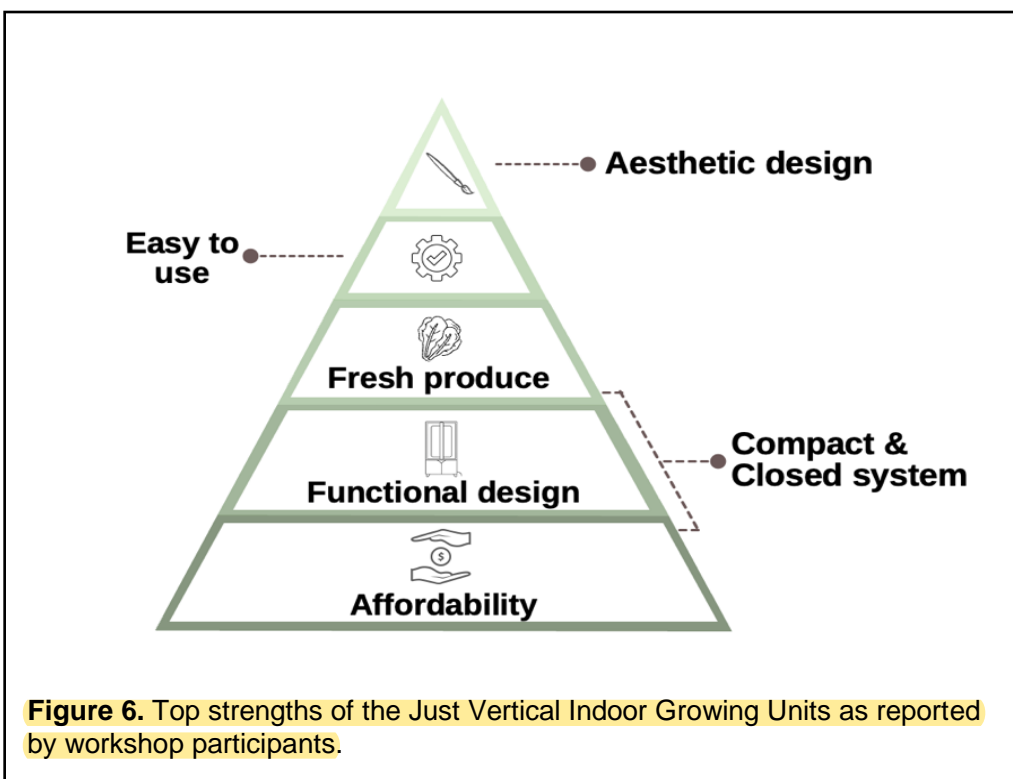 Aesthetic design
Easy to
use
Fresh produce
Compact &
Closed system
Functional design
$
Affordability
Figure 6. Top strengths of the Just Vertical Indoor Growing Units as reported
by workshop participants.